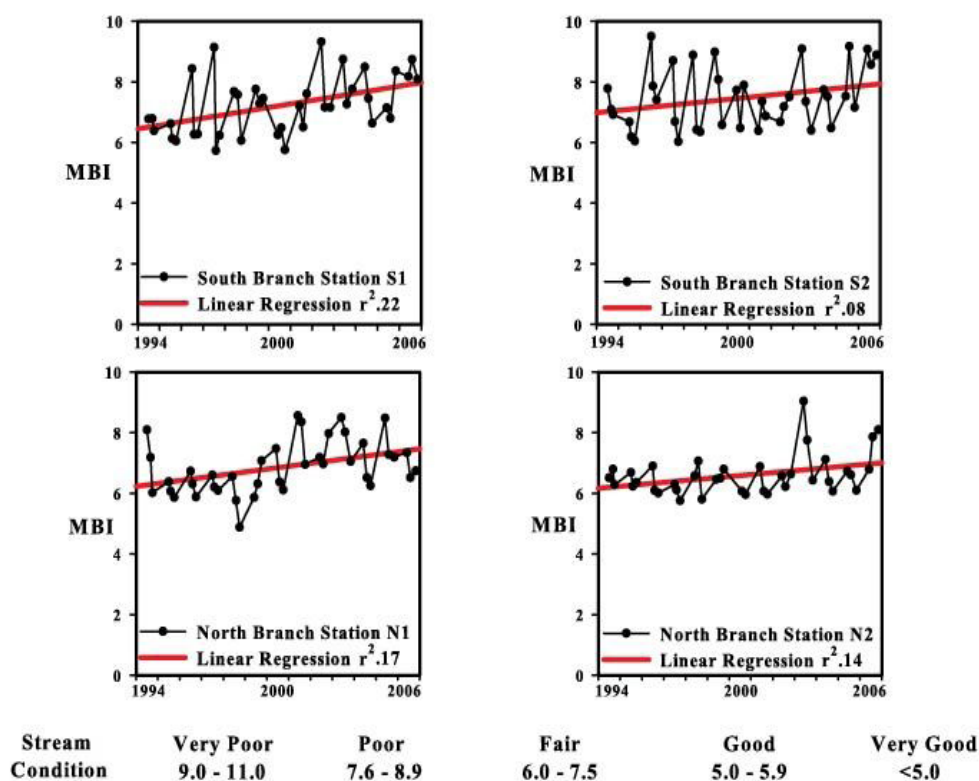 10
8
6
MBI
4
2
0
South Branch Station S1
Linear Regression r².22
1994 2000 2006
10
8
6
MBI
4
2
0
South Branch Station S2
Linear Regression r².08
1994 2000 2006
10
8
6
MBI
4
2
0
North Branch Station N1
Linear Regression r².17
1994 2000 2006
10
8
6
MBI
4
2
0
North Branch Station N2
Linear Regression r².14
1994 2000 2006
Stream Very Poor Poor Fair Good Very Good
Condition 9.0 - 11.0 7.6 - 8.9 6.0 - 7.5 5.0 - 5.9 <5.0